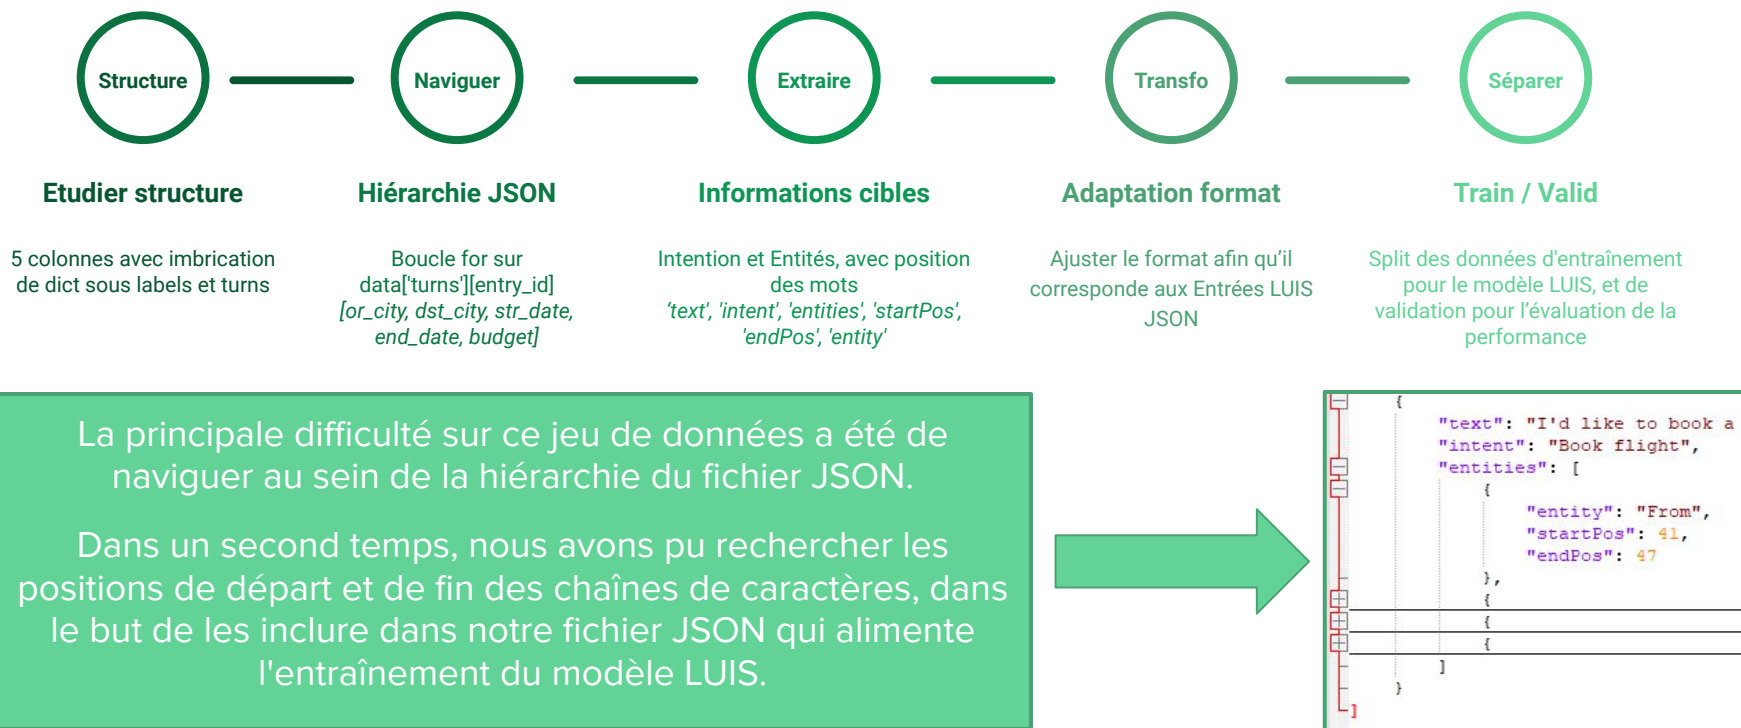 Structure
Naviguer
Extraire
Transfo
Séparer
Etudier structure
Hiérarchie JSON
Informations cibles
Adaptation format
Train / Valid
5 colonnes avec imbrication
de dict sous labels et turns
Boucle for sur
data['turns'][entry_id]
[or_city, dst_city, str_date,
end_date, budget]
Intention et Entités, avec position
des mots
‘text', 'intent', 'entities', 'startPos',
'endPos', 'entity'
Ajuster le format afin qu’il
corresponde aux Entrées LUIS
JSON
Split des données d'entraînement
pour le modèle LUIS, et de
validation pour l’évaluation de la
performance
La principale difficulté sur ce jeu de données a été de
naviguer au sein de la hiérarchie du fichier JSON.
Dans un second temps, nous avons pu rechercher les
positions de départ et de fin des chaînes de caractères, dans
le but de les inclure dans notre fichier JSON qui alimente
l'entraînement du modèle LUIS.
{
"text": "I'd like to book a
"intent": "Book flight",
"entities": [
{
"entity": "From",
"startPos": 41,
"endPos": 47
},
{
{
{
]
}
]